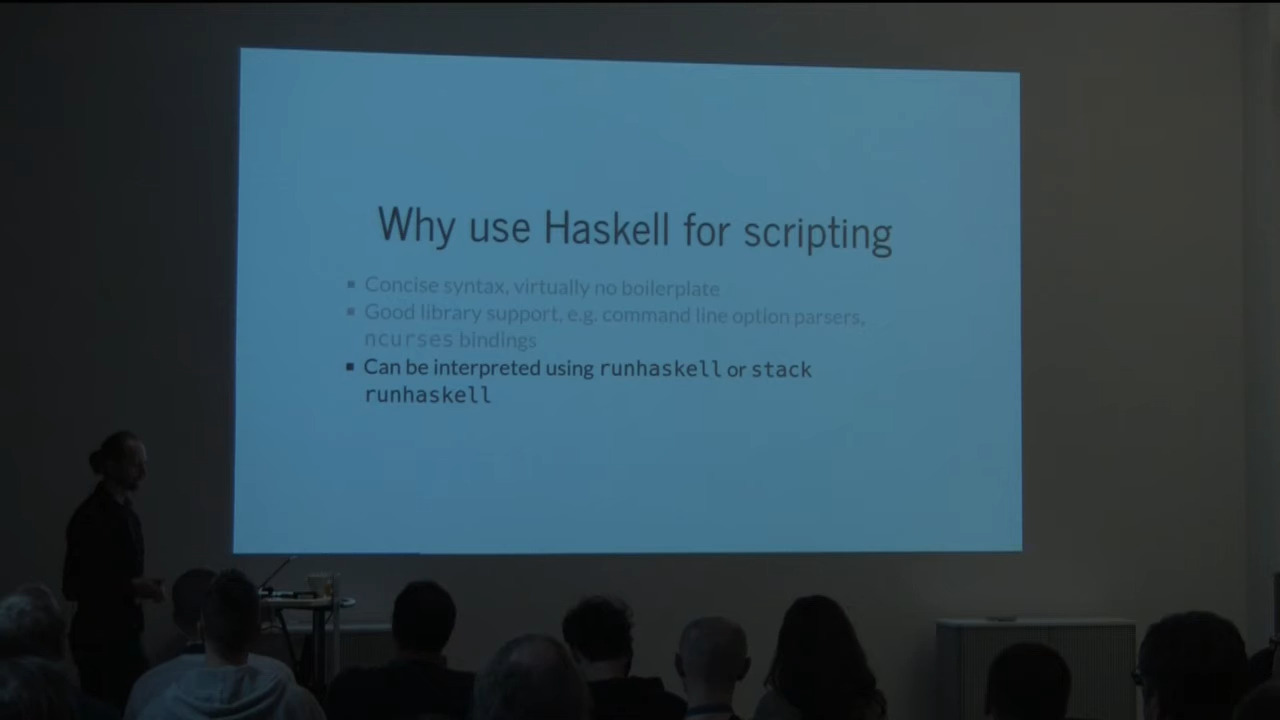 Why use Haskell for scripting
▪ Concise syntax, virtually no boilerplate
▪ Good library support, e.g. command line option parsers,
ncurses bindings
▪ Can be interpreted using runhaskell or stack
runhaskell